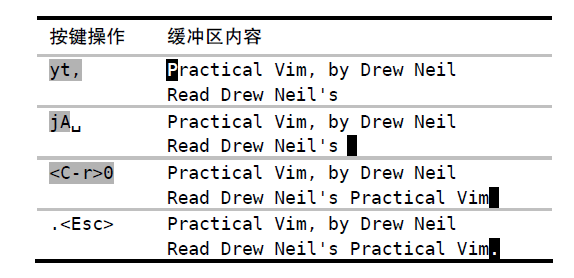 按键操作 缓冲区内容
yt, Practical Vim, by Drew Neil
Read Drew Neil's
jA␣ Practical Vim, by Drew Neil
Read Drew Neil's
<C-r>0 Practical Vim, by Drew Neil
Read Drew Neil's Practical Vim
.<Esc> Practical Vim, by Drew Neil
Read Drew Neil's Practical Vim.